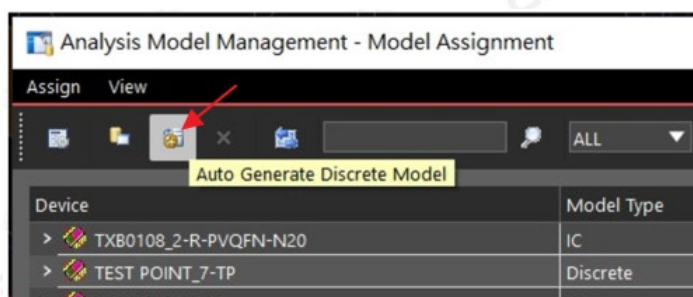 Analysis Model Management - Model Assignment
Assign View
ALL
Auto Generate Discrete Model
Device Model Type
TXB0108_2-R-PVQFN-N20 IC
TEST POINT_7-TP Discrete